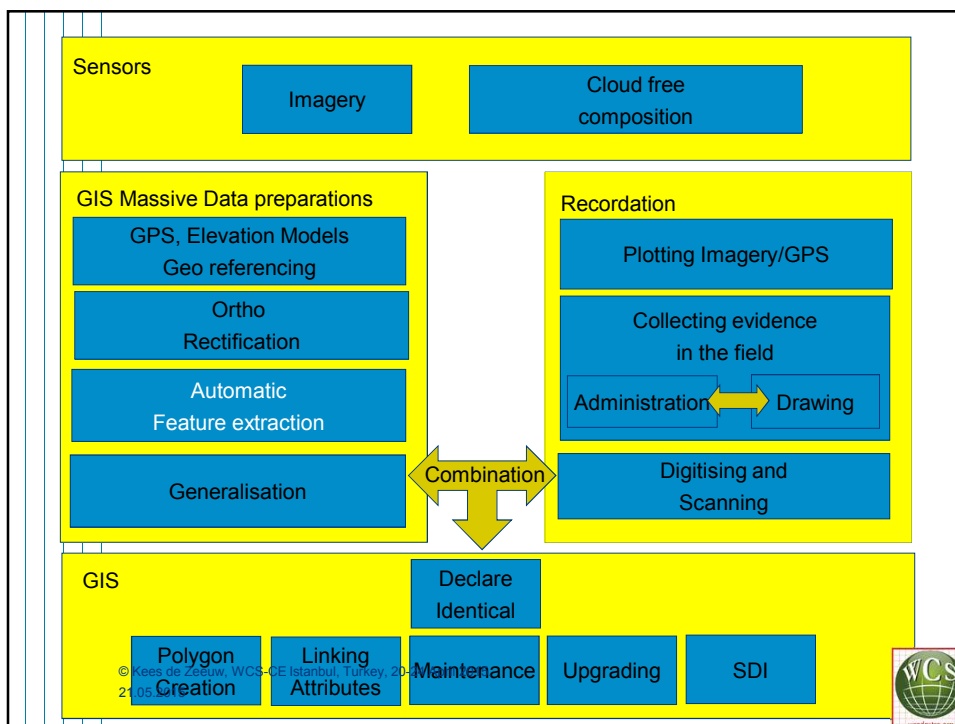 Sensors
Imagery
Cloud free
composition
GIS Massive Data preparations
GPS, Elevation Models
Geo referencing
Ortho
Rectification
Automatic
Feature extraction
Generalisation
Recordation
Plotting Imagery/GPS
Collecting evidence
in the field
Administration
Drawing
Digitising and
Scanning
Combination
GIS
Declare
Identical
Polygon
Creation
Linking
Attributes
Maintenance
Upgrading
SDI
© Kees de Zeeuw, WCS-CE Istanbul, Turkey,
WCS